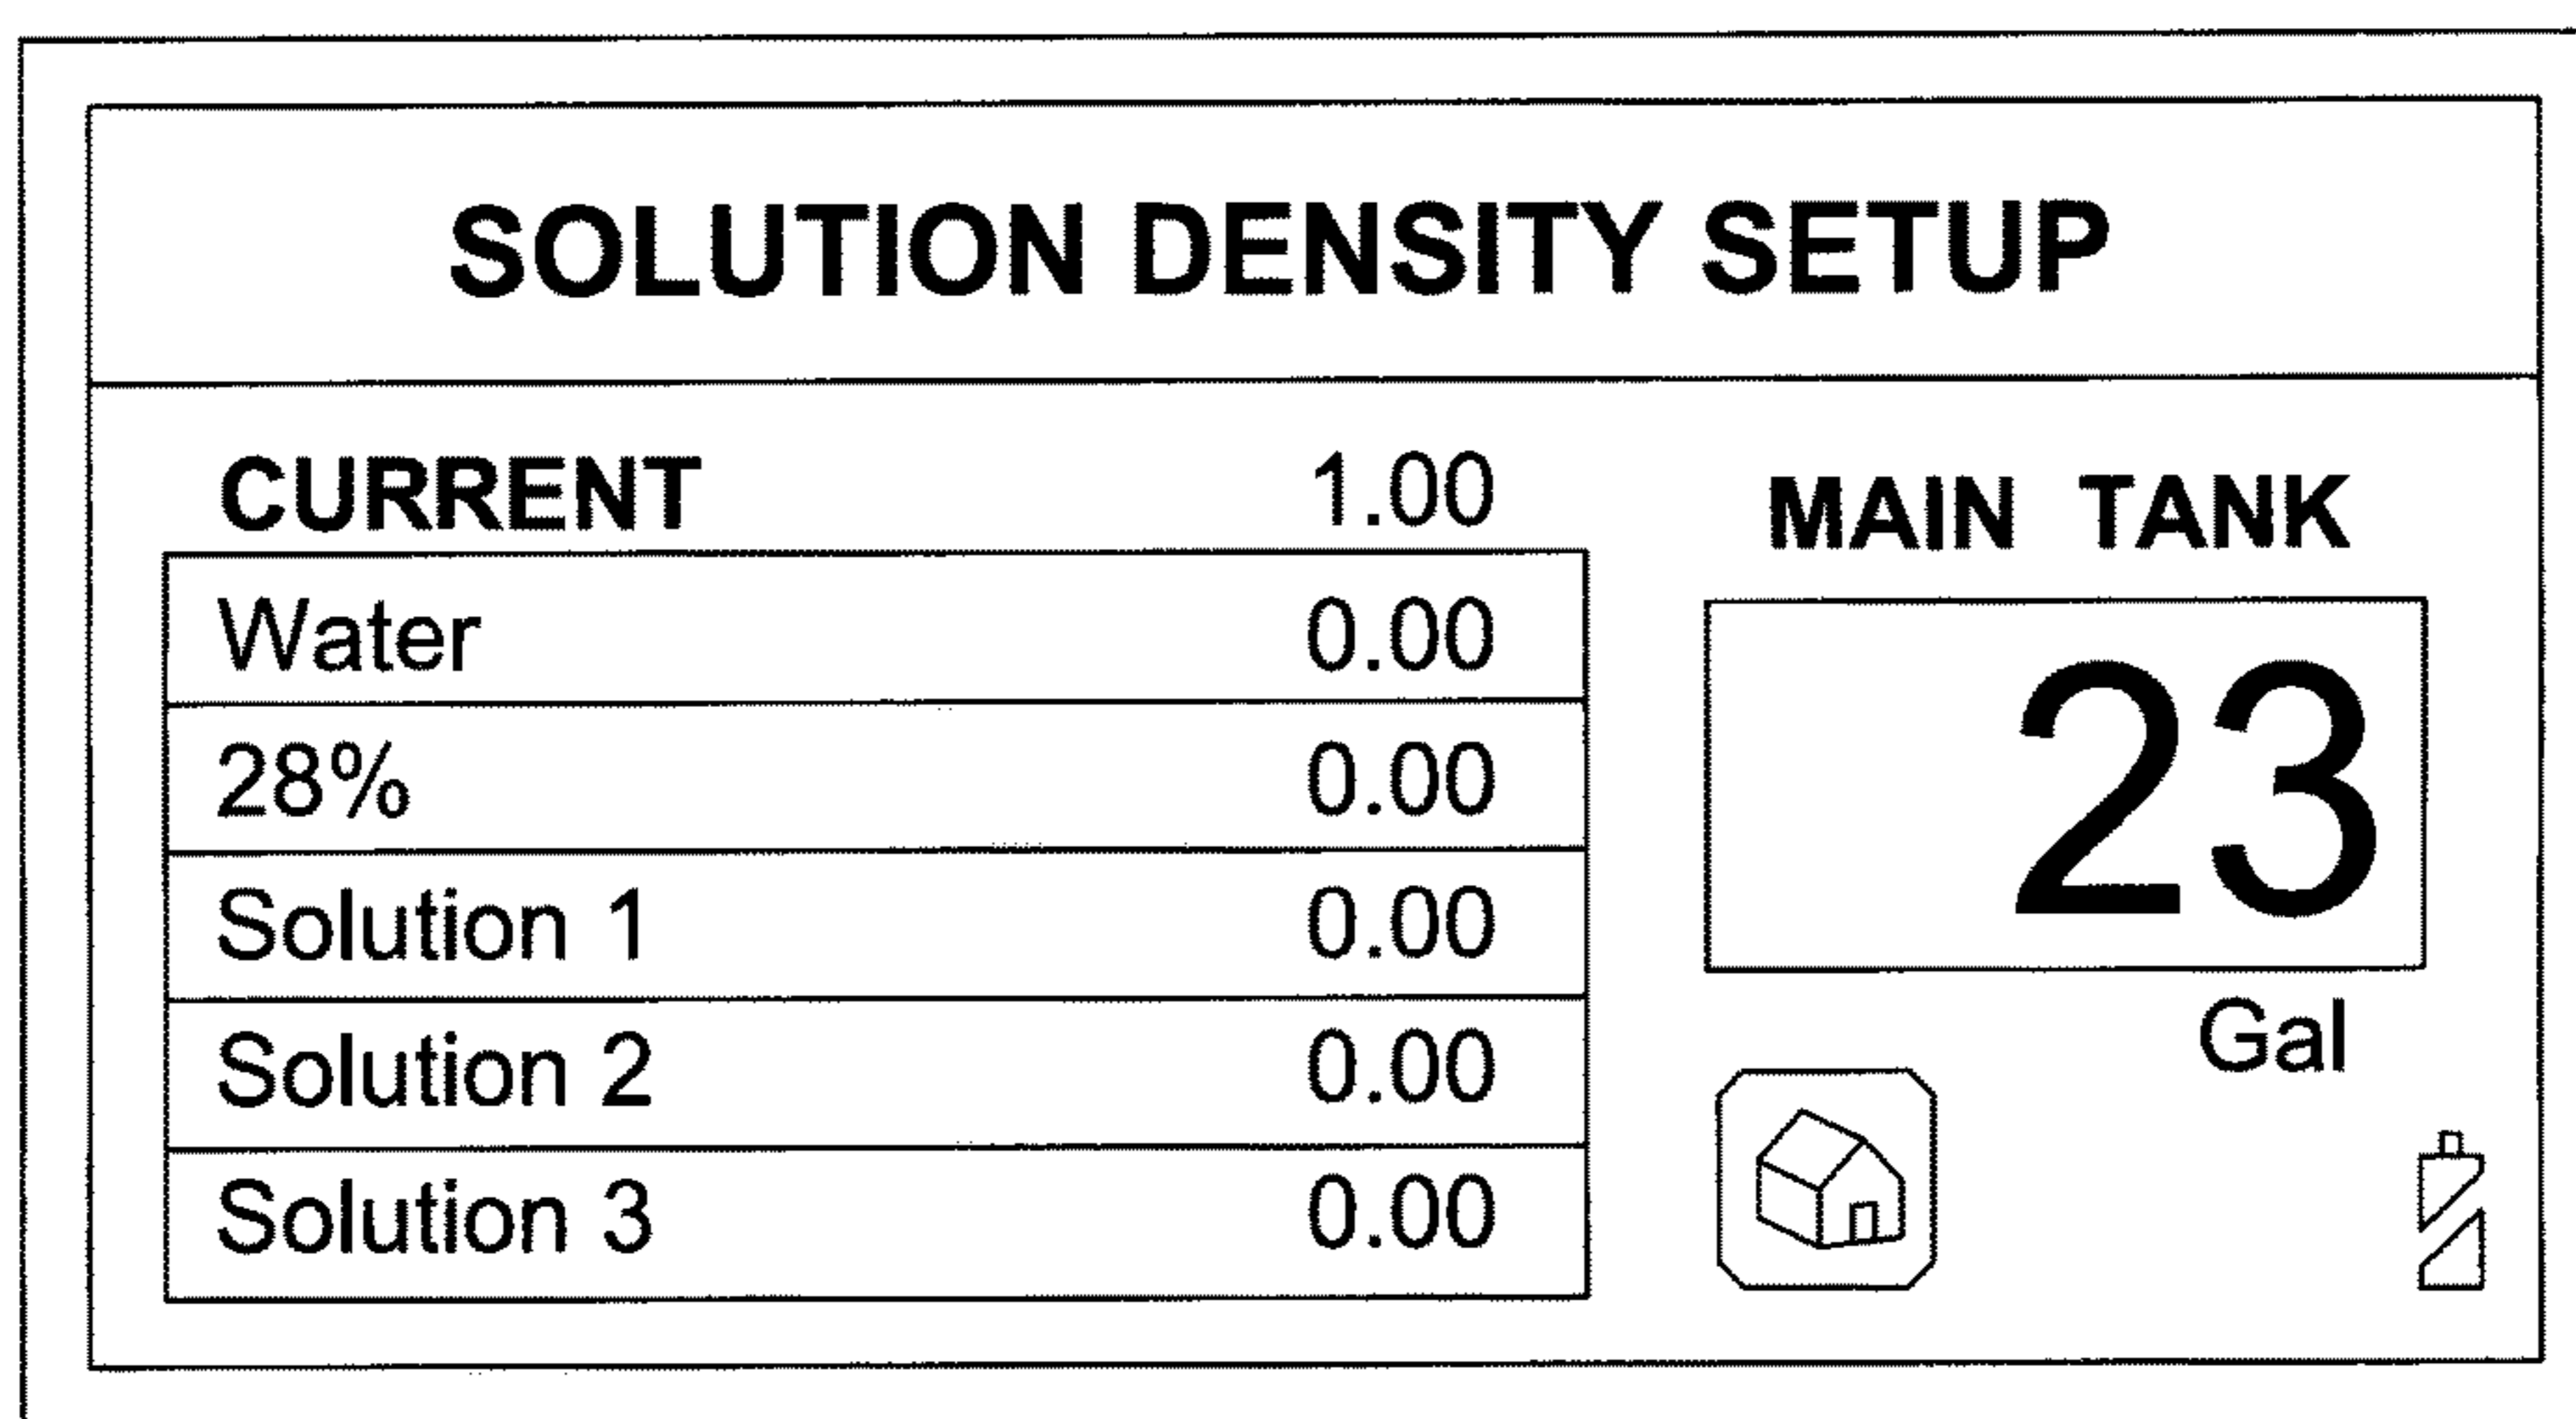 SOLUTION DENSITY SETUP
CURRENT 1.00
Water 0.00
28% 0.00
Solution 1 0.00
Solution 2 0.00
Solution 3 0.00
MAIN TANK
23
Gal